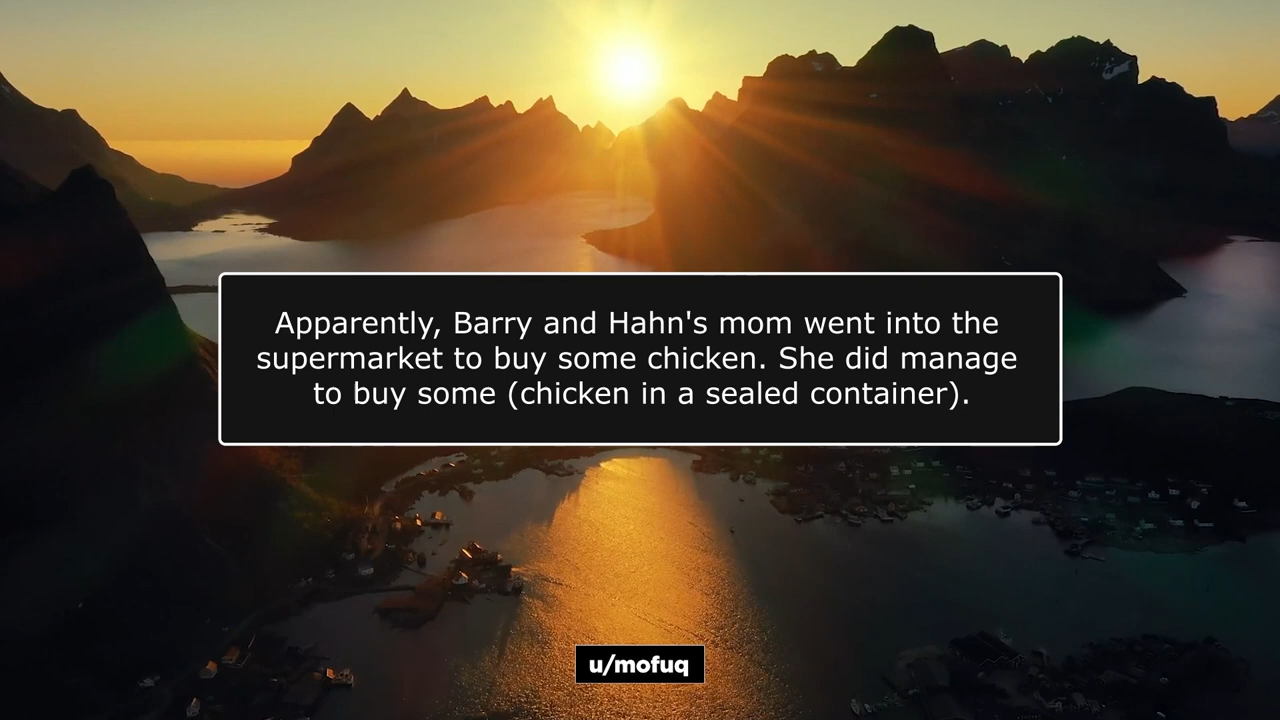 Apparently, Barry and Hahn's mom went into the
supermarket to buy some chicken. She did manage
to buy some (chicken in a sealed container).
u/mofuq